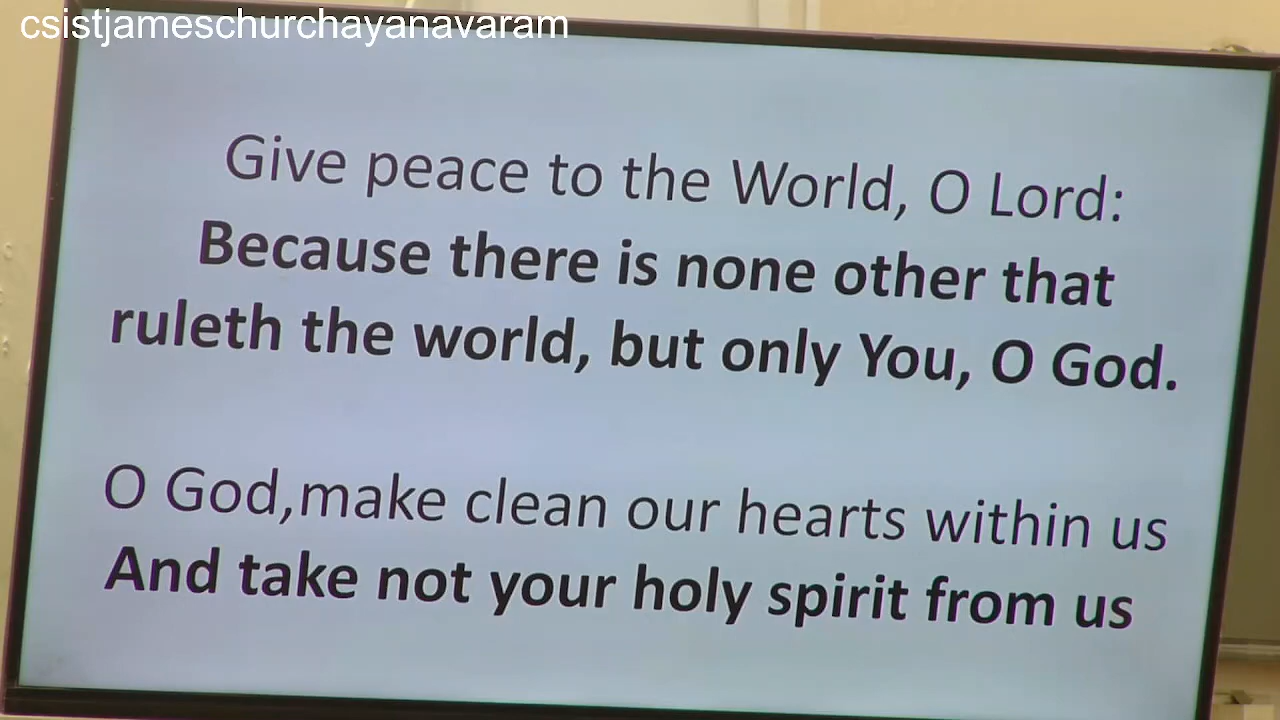 csistjameschurchayanavaram
Give peace to the World, O Lord:
Because there is none other that
ruleth the world, but only You, O God.
O God,make clean our hearts within us
And take not your holy spirit from us